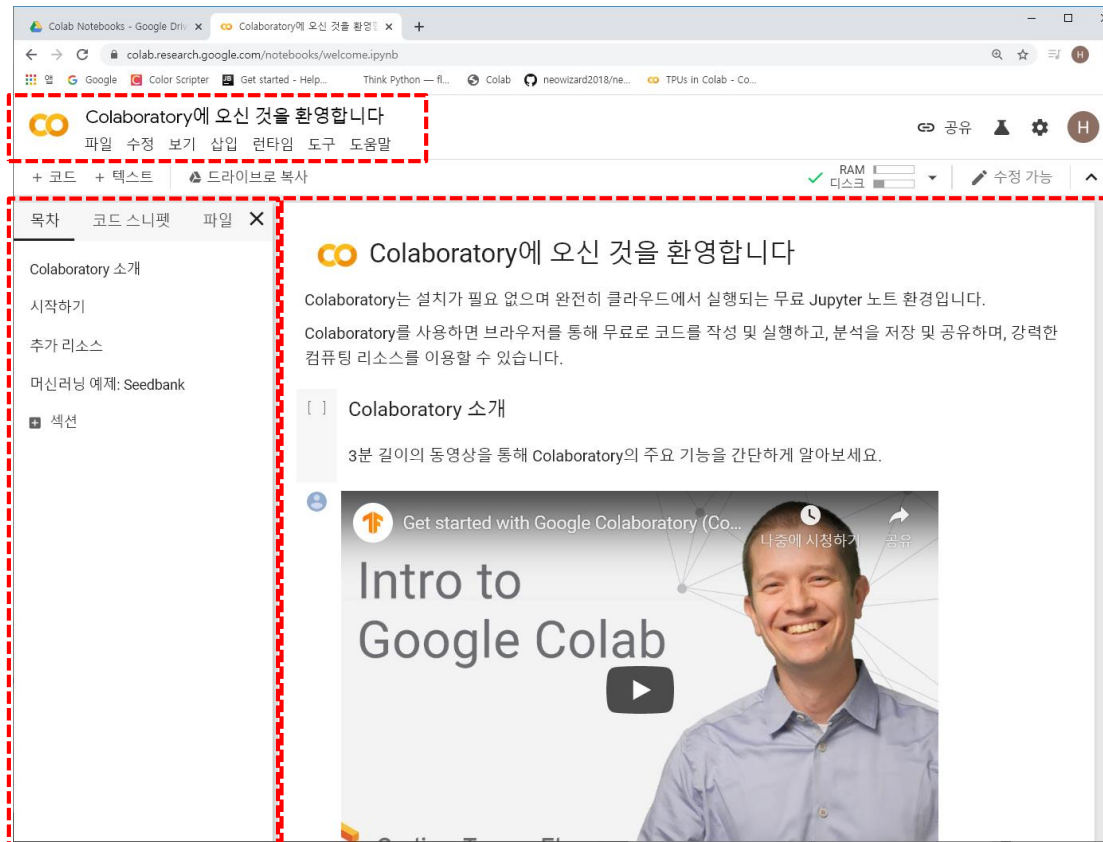 Colab Notebooks - Google Driv
Colaboratory에 오신 것을 환영합
colab.research.google.com/notebooks/welcome.ipynb
앱 Google Color Scripter Get started - Help... Think Python — fl... Colab neowizard2018/ne... TPUs in Colab - Co...
Colaboratory에 오신 것을 환영합니다
파일 수정 보기 삽입 런타임 도구 도움말
공유
H
+ 코드 + 텍스트 드라이브로 복사
RAM
디스크
수정 가능
목차 코드 스니펫 파일
Colaboratory 소개
시작하기
추가 리소스
머신러닝 예제: Seedbank
섹션
CO Colaboratory에 오신 것을 환영합니다
Colaboratory는 설치가 필요 없으며 완전히 클라우드에서 실행되는 무료 Jupyter 노트 환경입니다.
Colaboratory를 사용하면 브라우저를 통해 무료로 코드를 작성 및 실행하고, 분석을 저장 및 공유하며, 강력한
컴퓨팅 리소스를 이용할 수 있습니다.
[ ] Colaboratory 소개
3분 길이의 동영상을 통해 Colaboratory의 주요 기능을 간단하게 알아보세요.
Get started with Google Colaboratory (Co...
나중에 시청하기 공유
Intro to
Google Colab